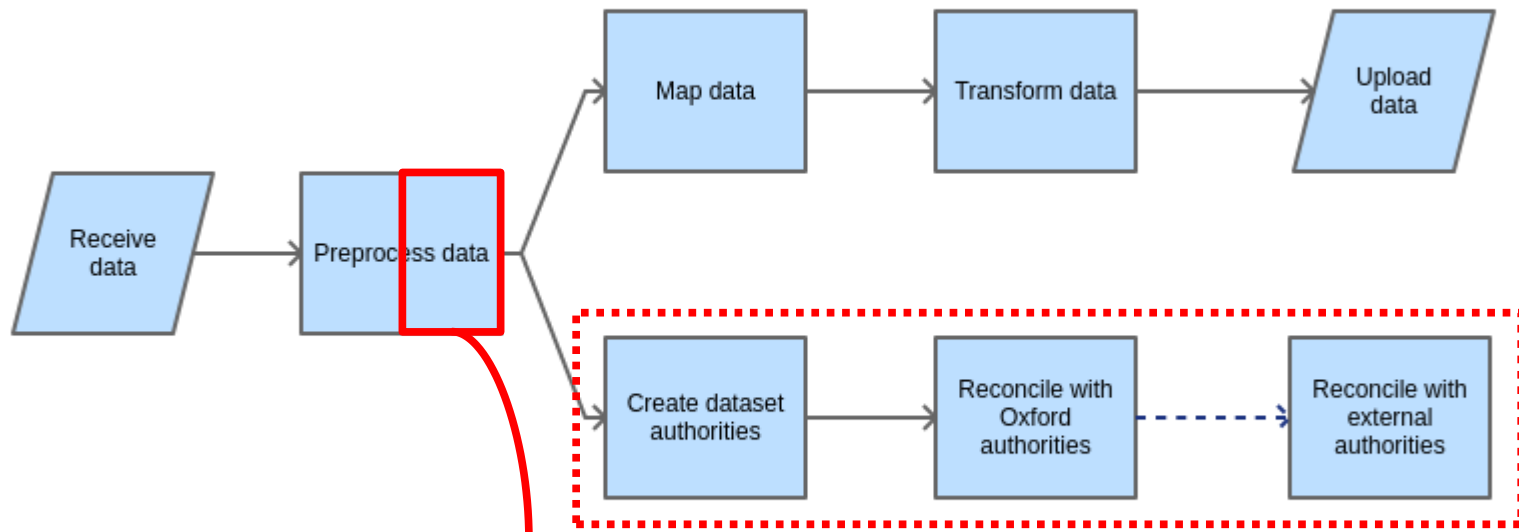 Receive
data
Preprocess data
Map data
Transform data
Upload
data
Create dataset
authorities
Reconcile with
Oxford
authorities
Reconcile with
external
authorities